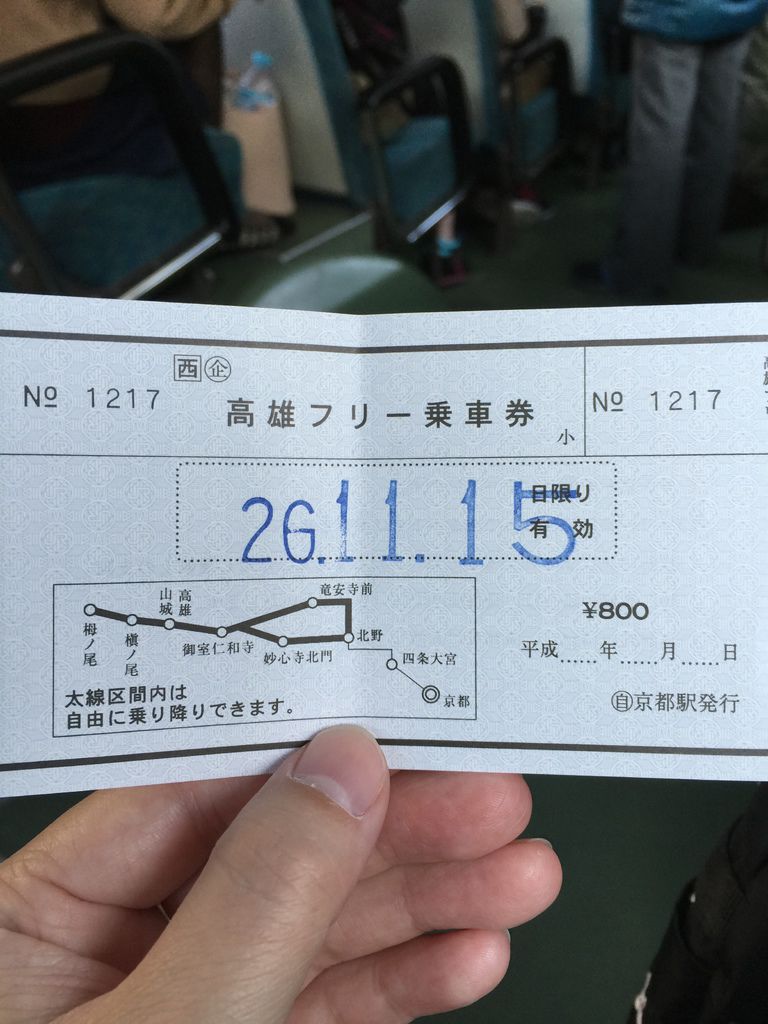 西 企
№ 1217
高雄フリー乗車券
小
№ 1217
26.11.15
日限り
有効
高雄
山城
竜安寺前
栂ノ尾
槇ノ尾
御室仁和寺
妙心寺北門
北野
四条大宮
京都
太線区間内は
自由に乗り降りできます。
¥800
平成……年……月……日
自京都駅発行